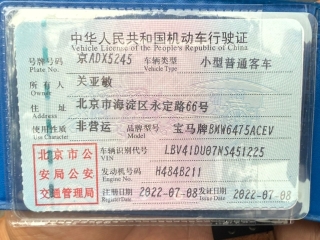 中华人民共和国机动车行驶证
Vehicle License of the People's Republic of China
号牌号码 京ADX5245 车辆类型 小型普通客车
Plate No. Vehicle Type
所有人 关亚敏
Owner
住址 北京市海淀区永定路66号
Address
使用性质 非营运 品牌型号 宝马牌BMW6475ACEV
Use Character Model
北京市公
安局公安
交通管理局
车辆识别代号 LBV41DU07NS451225
VIN
发动机号码 H4848211
Engine No.
注册日期 2022-07-08 发证日期 2022-07-08
Register Date Issue Date